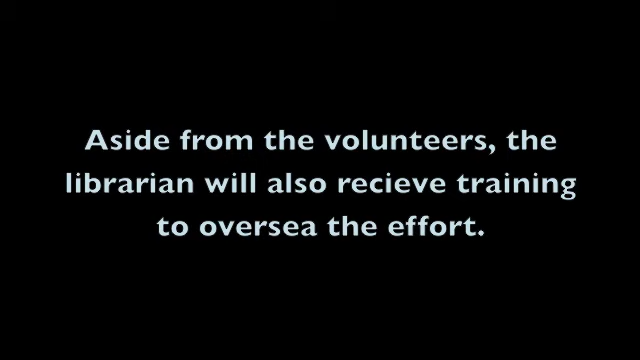 Aside from the volunteers, the
librarian will also recieve training
to oversea the effort.